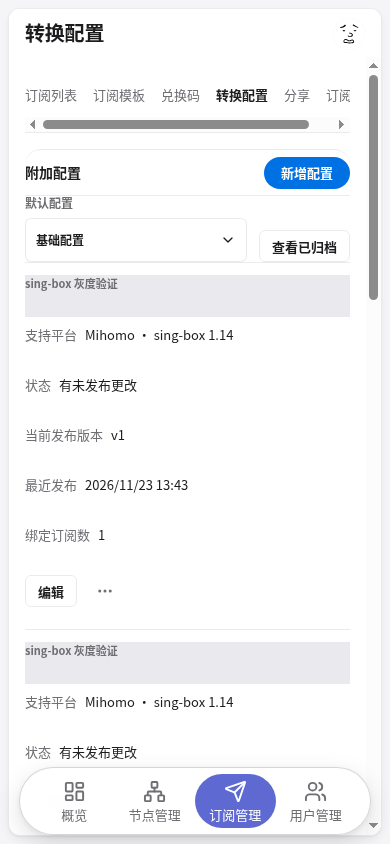 转换配置
订阅列表 订阅模板 兑换码 转换配置 分享 订阅
附加配置 新增配置
默认配置
基础配置 查看已归档
sing-box 灰度验证
支持平台 Mihomo · sing-box 1.14
状态 有未发布更改
当前发布版本 v1
最近发布 2026/11/23 13:43
绑定订阅数 1
编辑 ···
sing-box 灰度验证
支持平台 Mihomo · sing-box 1.14
状态 有未发布更改
概览 节点管理 订阅管理 用户管理